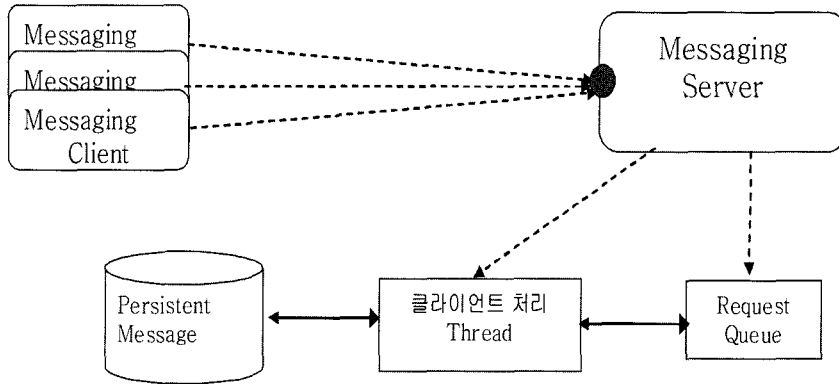 Messaging
Messaging
Messaging
Client
Messaging
Server
Persistent
Message
클라이언트 처리
Thread
Request
Queue